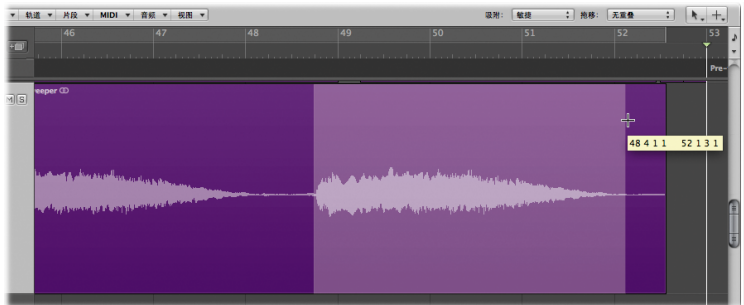 轨道 片段 MIDI 音频 视图 吸附: 敏捷 拖移: 无重叠
46 47 48 49 50 51 52 53
Pre-
eeper
M S
48 4 1 1 52 1 3 1